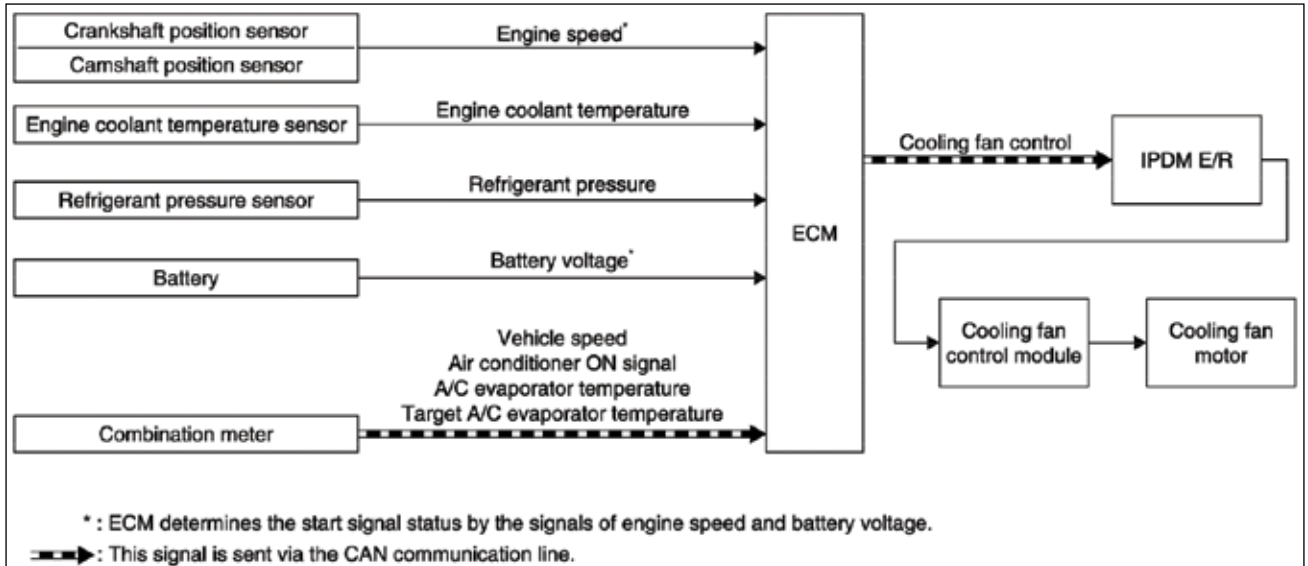 Crankshaft position sensor
Camshaft position sensor
Engine speed*
Engine coolant temperature sensor
Engine coolant temperature
Refrigerant pressure sensor
Refrigerant pressure
Battery
Battery voltage*
Combination meter
Vehicle speed
Air conditioner ON signal
A/C evaporator temperature
Target A/C evaporator temperature
ECM
Cooling fan control
IPDM E/R
Cooling fan
control module
Cooling fan
motor
* : ECM determines the start signal status by the signals of engine speed and battery voltage.
: This signal is sent via the CAN communication line.